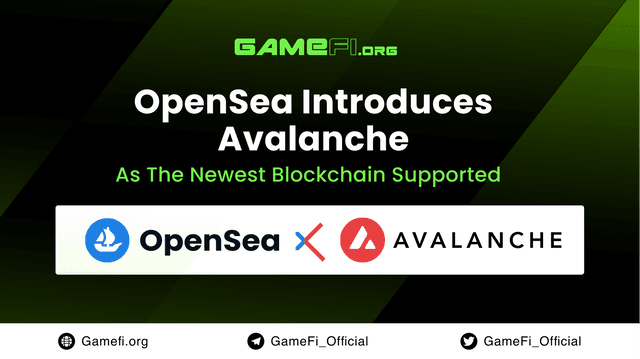 GAMEFI.ORG
OpenSea Introduces
Avalanche
As The Newest Blockchain Supported
OpenSea
AVALANCHE
Gamefi.org
GameFi_Official
GameFi_Official